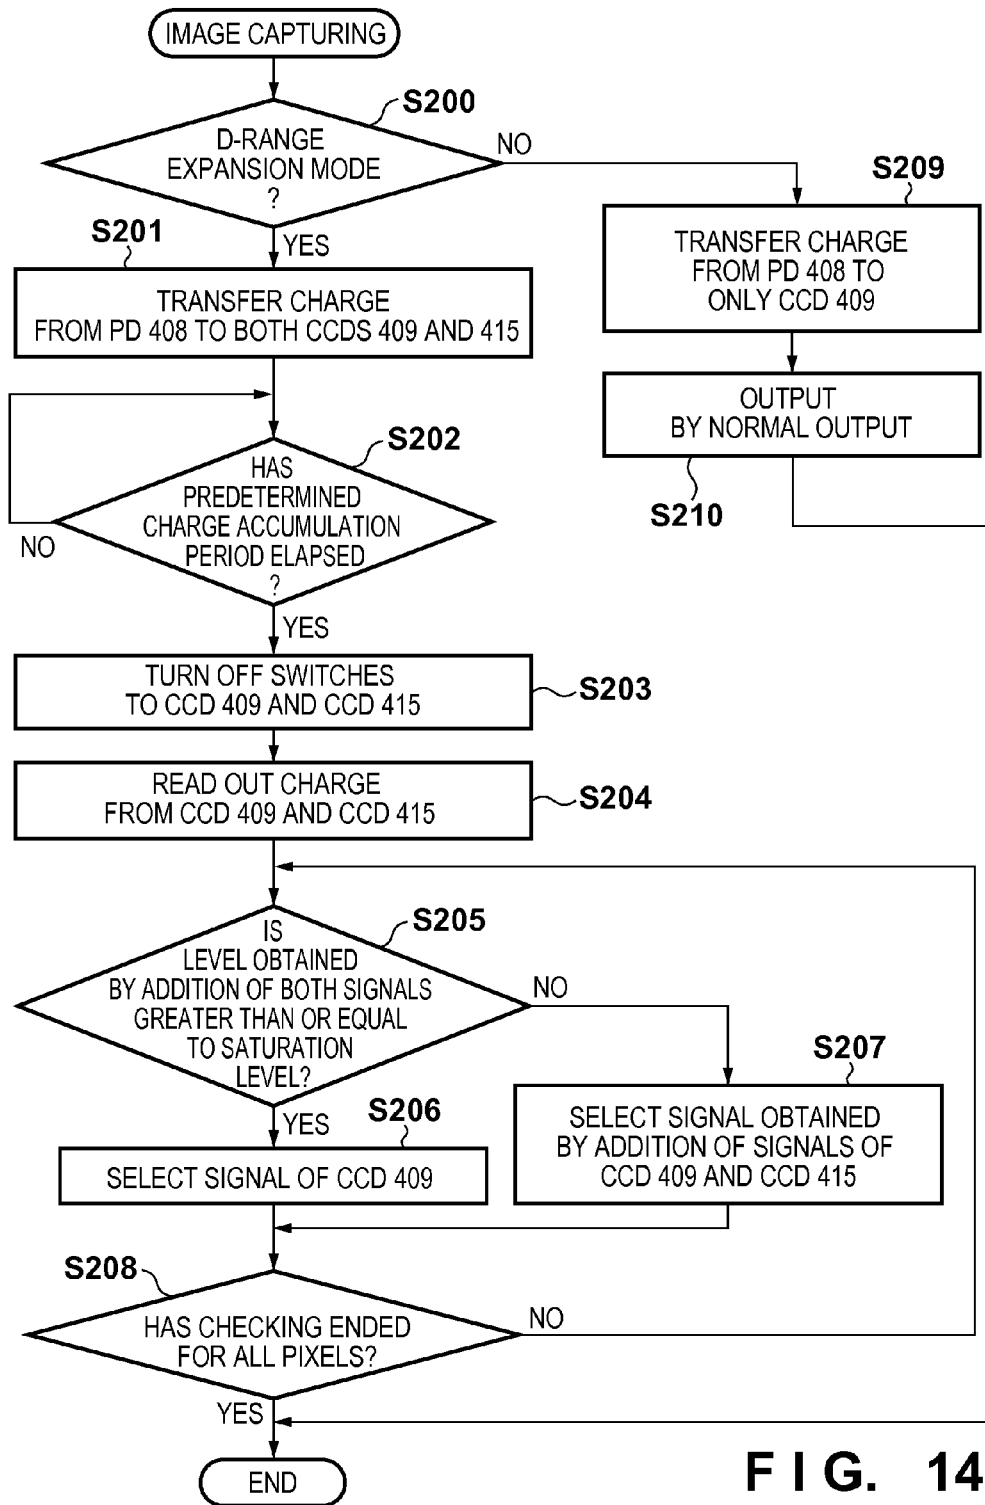 IMAGE CAPTURING
S200
D-RANGE
EXPANSION MODE
?
NO
YES
S209
TRANSFER CHARGE
FROM PD 408 TO
ONLY CCD 409
S201
TRANSFER CHARGE
FROM PD 408 TO BOTH CCDS 409 AND 415
OUTPUT
BY NORMAL OUTPUT
S210
S202
HAS
PREDETERMINED
CHARGE ACCUMULATION
PERIOD ELAPSED
?
NO
YES
TURN OFF SWITCHES
TO CCD 409 AND CCD 415
S203
READ OUT CHARGE
FROM CCD 409 AND CCD 415
S204
S205
IS
LEVEL OBTAINED
BY ADDITION OF BOTH SIGNALS
GREATER THAN OR EQUAL
TO SATURATION
LEVEL?
NO
YES
S207
SELECT SIGNAL OBTAINED
BY ADDITION OF SIGNALS OF
CCD 409 AND CCD 415
S206
SELECT SIGNAL OF CCD 409
S208
HAS CHECKING ENDED
FOR ALL PIXELS?
NO
YES
END
FIG. 14